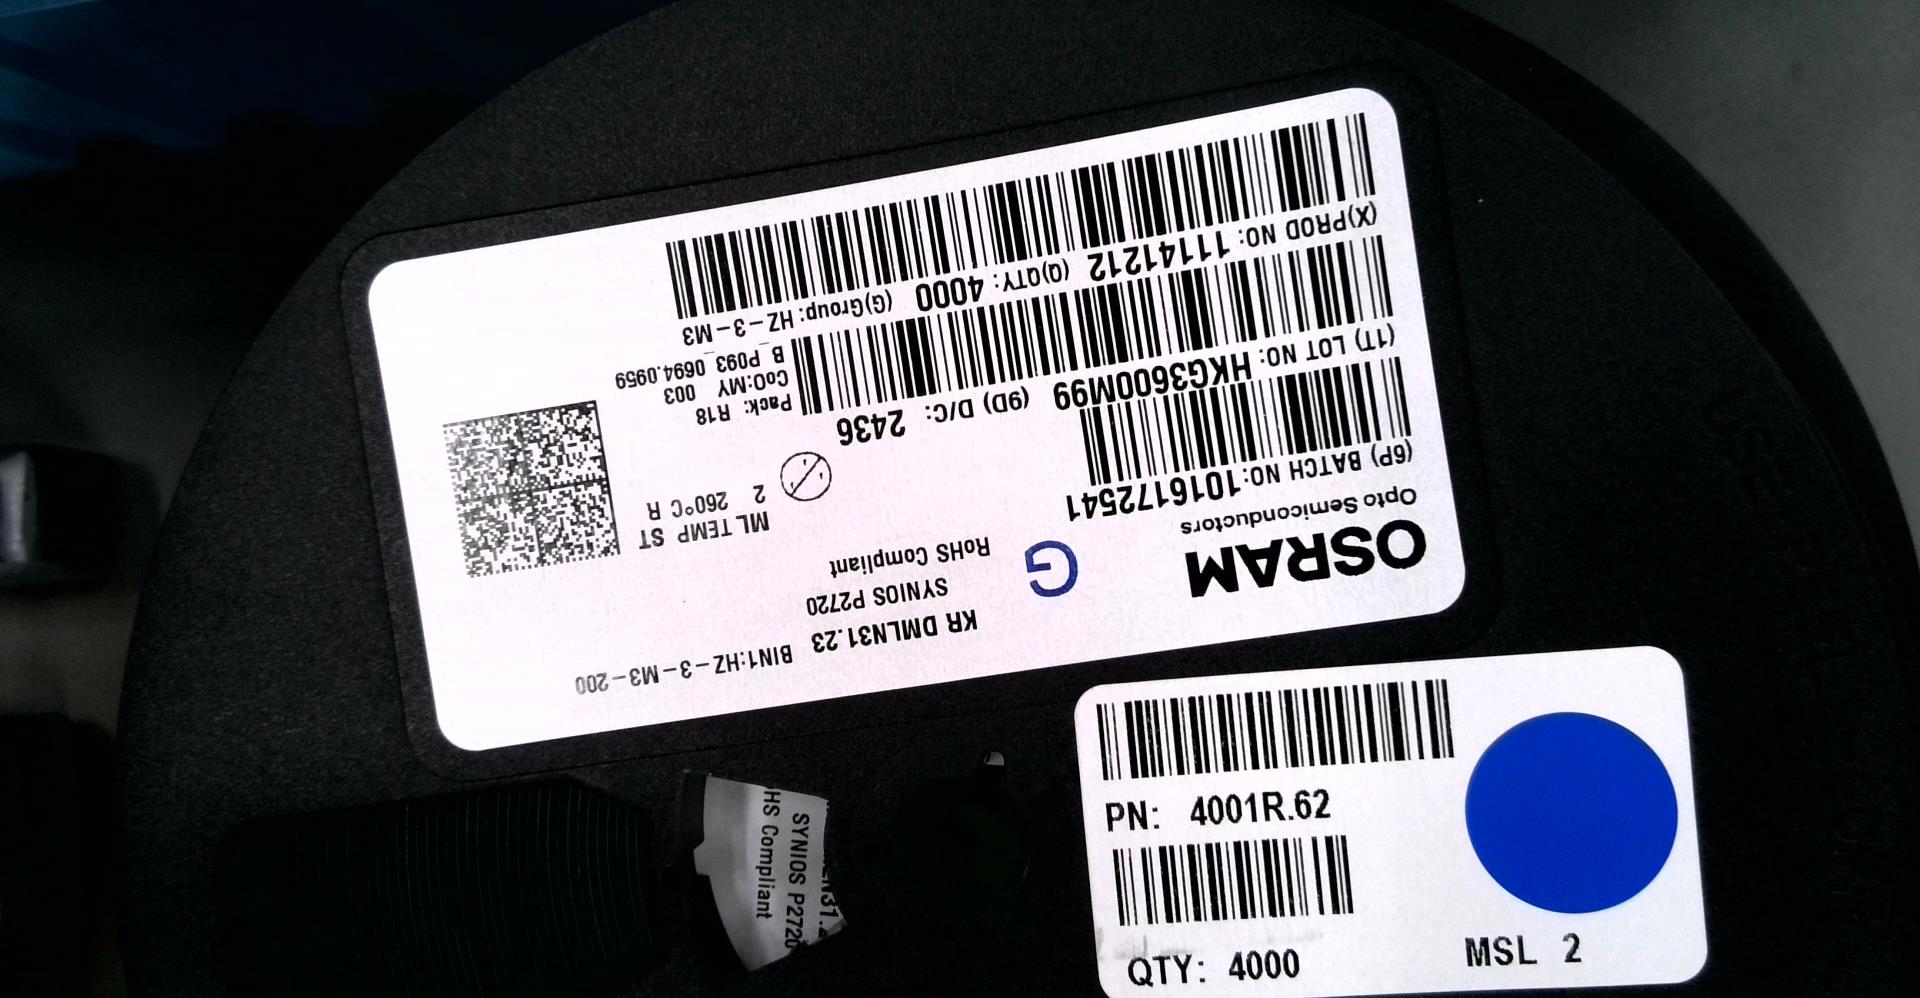 OSRAM
Opto Semiconductors
(6P) BATCH NO:1016172541
(1T) LOT NO: HKG3600M99 (9D) D/C: 2436
(X)PROD NO: 11141212 (Q)QTY: 4000 (G)Group: HZ-3-M3
KR DMLN31.23 BIN1:HZ-3-M3-200
SYNIOS P2720
RoHS Compliant
G
ML TEMP ST
2 260°C R
Pack: R18
CoO:MY 003
B_P093_0694.0959
PN: 4001R.62
QTY: 4000
MSL 2
SYNIOS P2720
HS Compliant